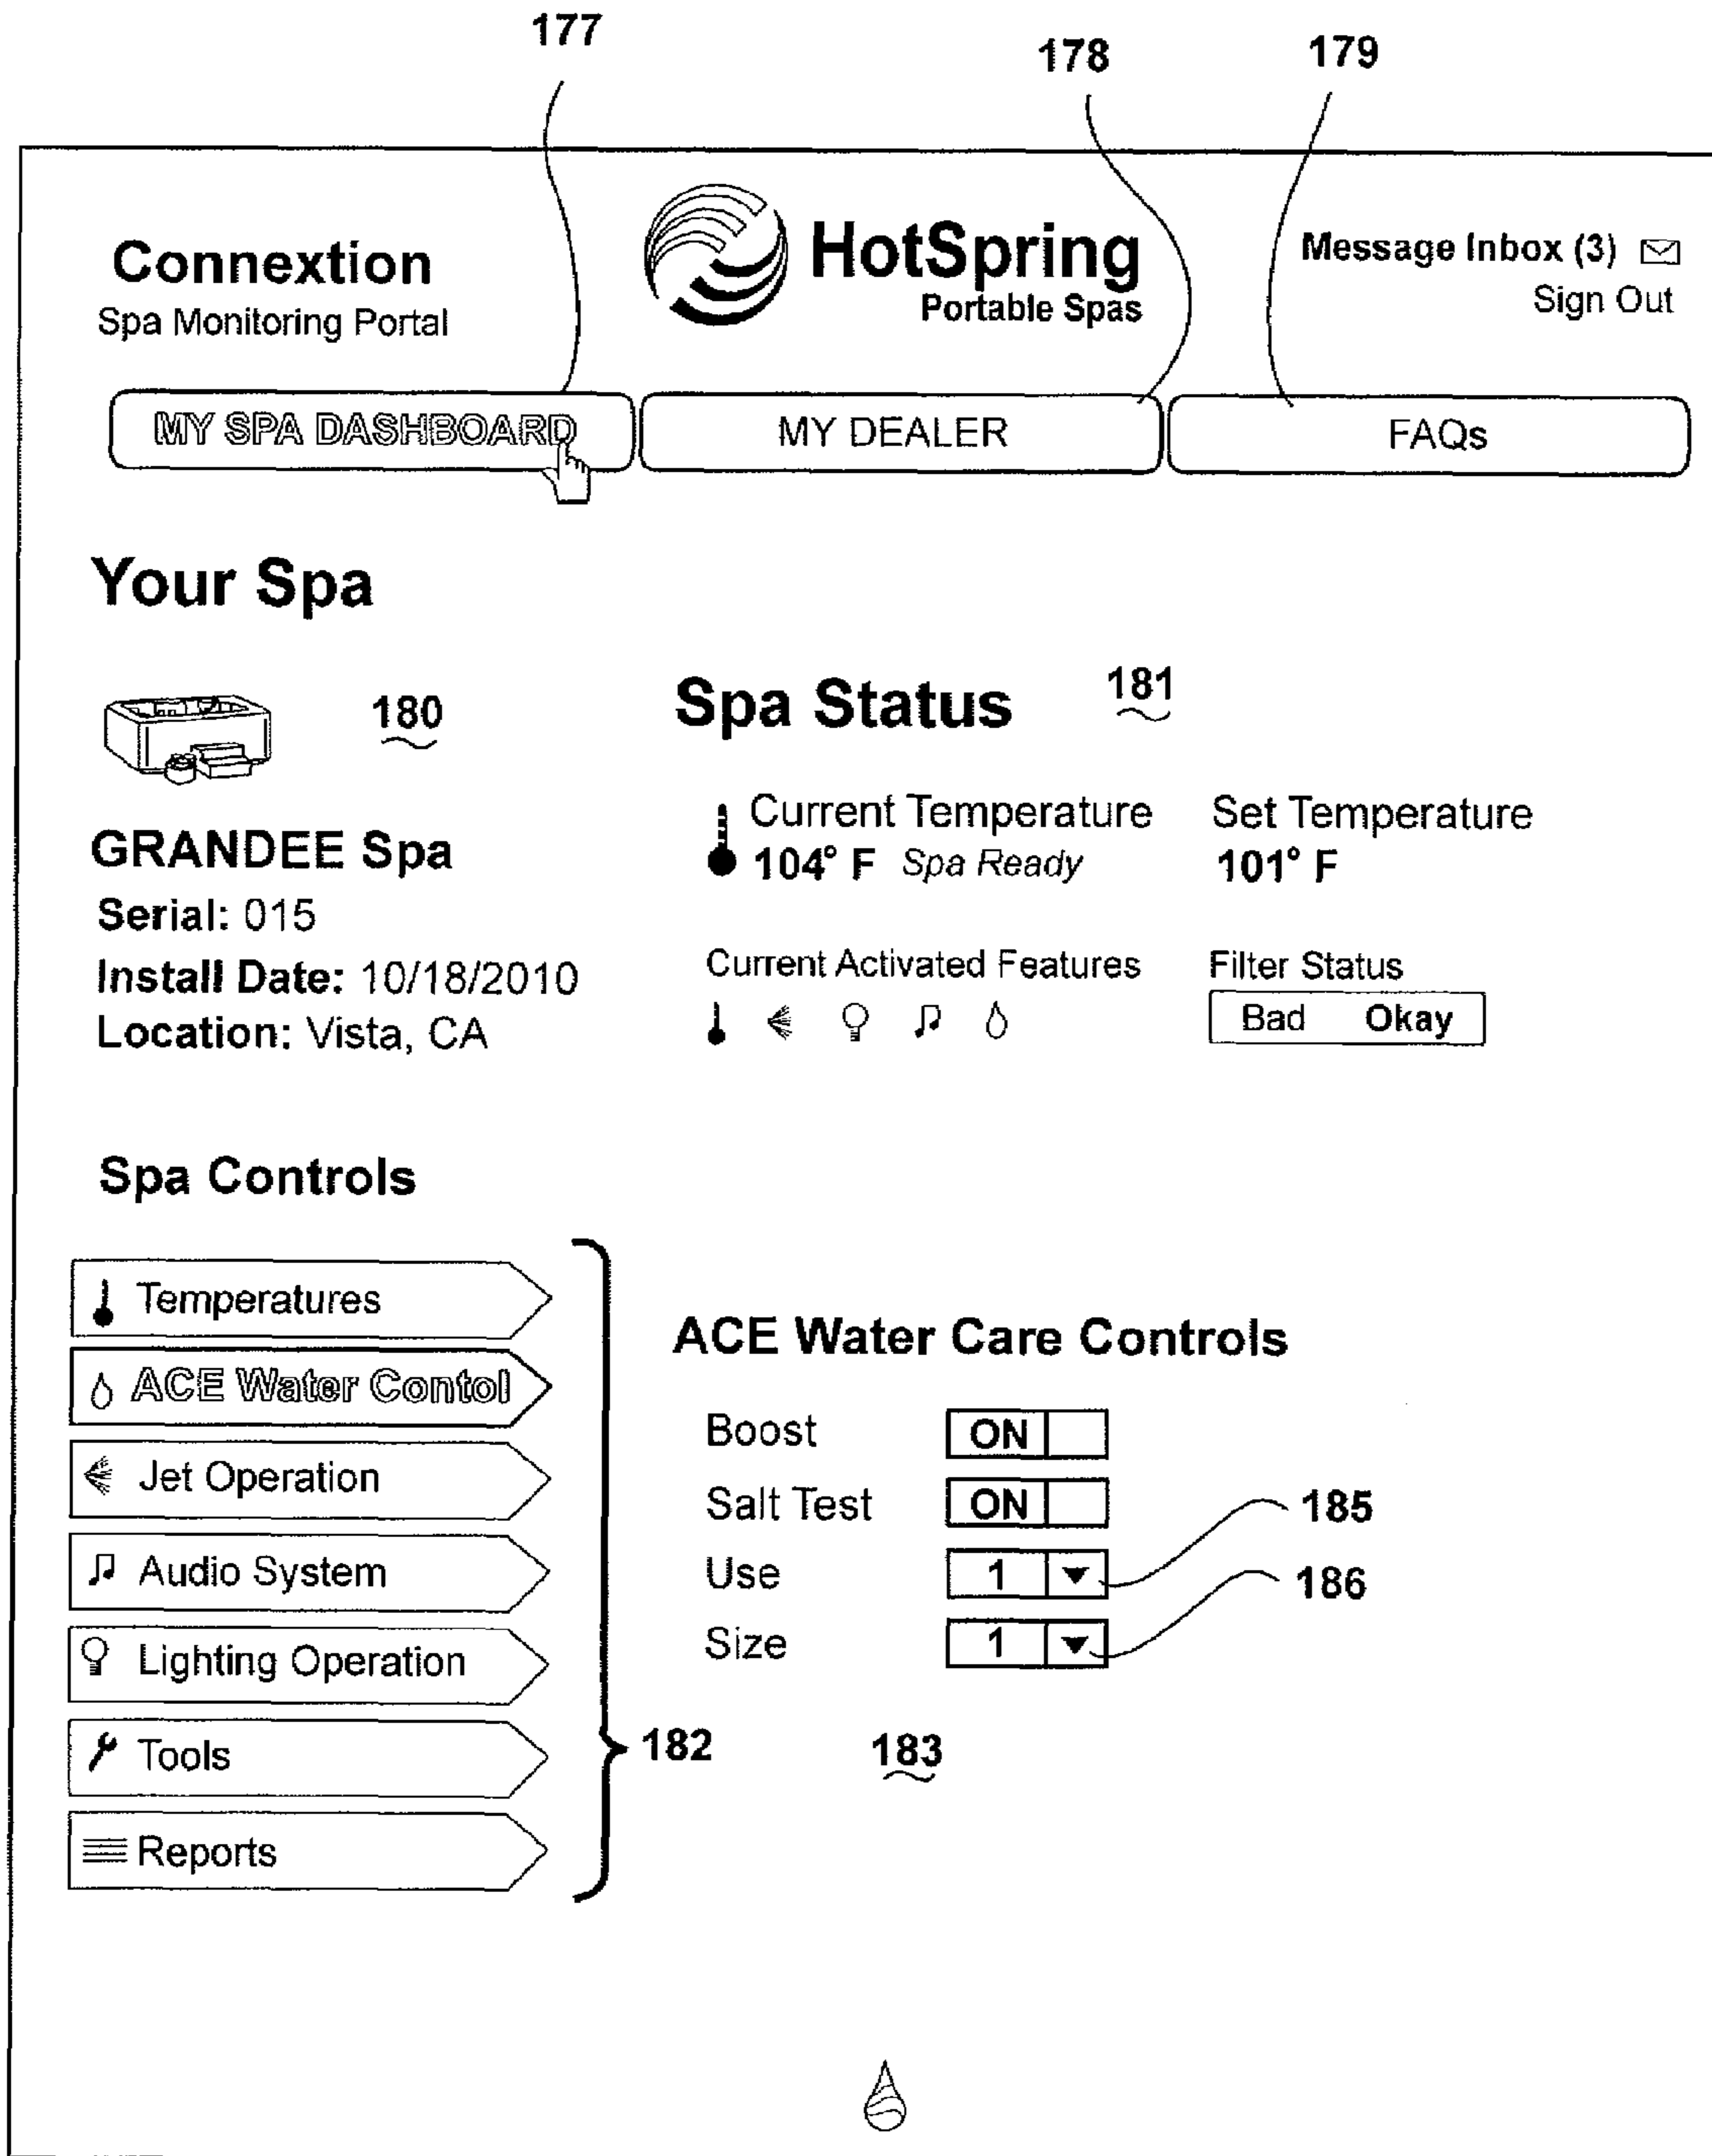 177
178
179
Connextion
Spa Monitoring Portal
HotSpring
Portable Spas
Message Inbox (3)
Sign Out
MY SPA DASHBOARD
MY DEALER
FAQs
Your Spa
180
GRANDEE Spa
Serial: 015
Install Date: 10/18/2010
Location: Vista, CA
Spa Status
181
Current Temperature
104° F Spa Ready
Set Temperature
101° F
Current Activated Features
Filter Status
Bad Okay
Spa Controls
Temperatures
ACE Water Contol
Jet Operation
Audio System
Lighting Operation
Tools
Reports
182
ACE Water Care Controls
Boost ON
Salt Test ON
Use 1
185
Size 1
186
183